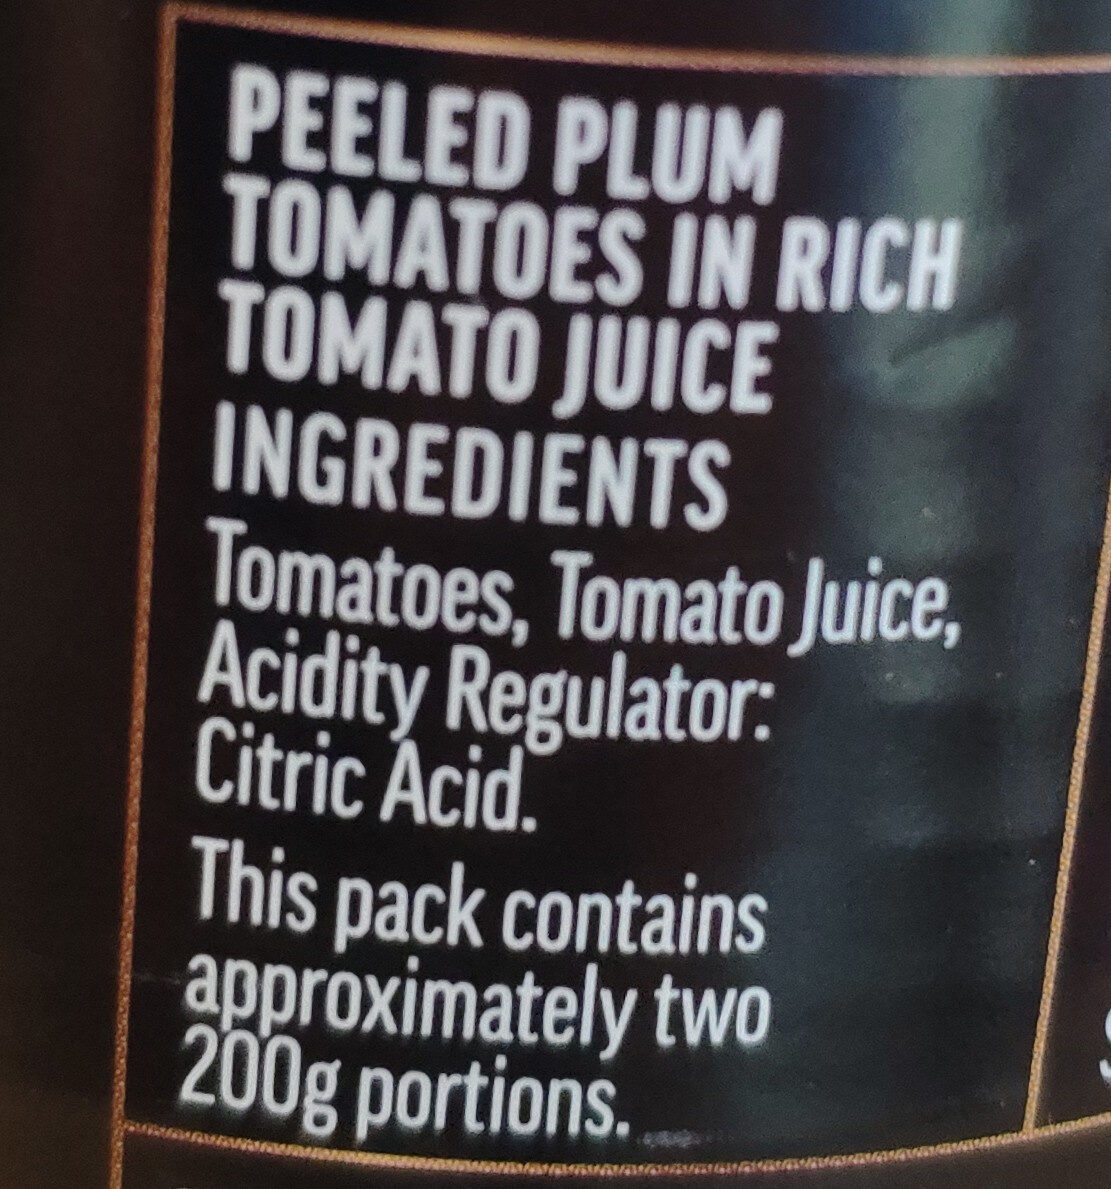 PEELED PLUM
TOMATOES IN RICH
TOMATO JUICE
INGREDIENTS
Tomatoes, Tomato Juice,
Acidity Regulator:
Citric Acid.
This pack contains
approximately two
200g portions.